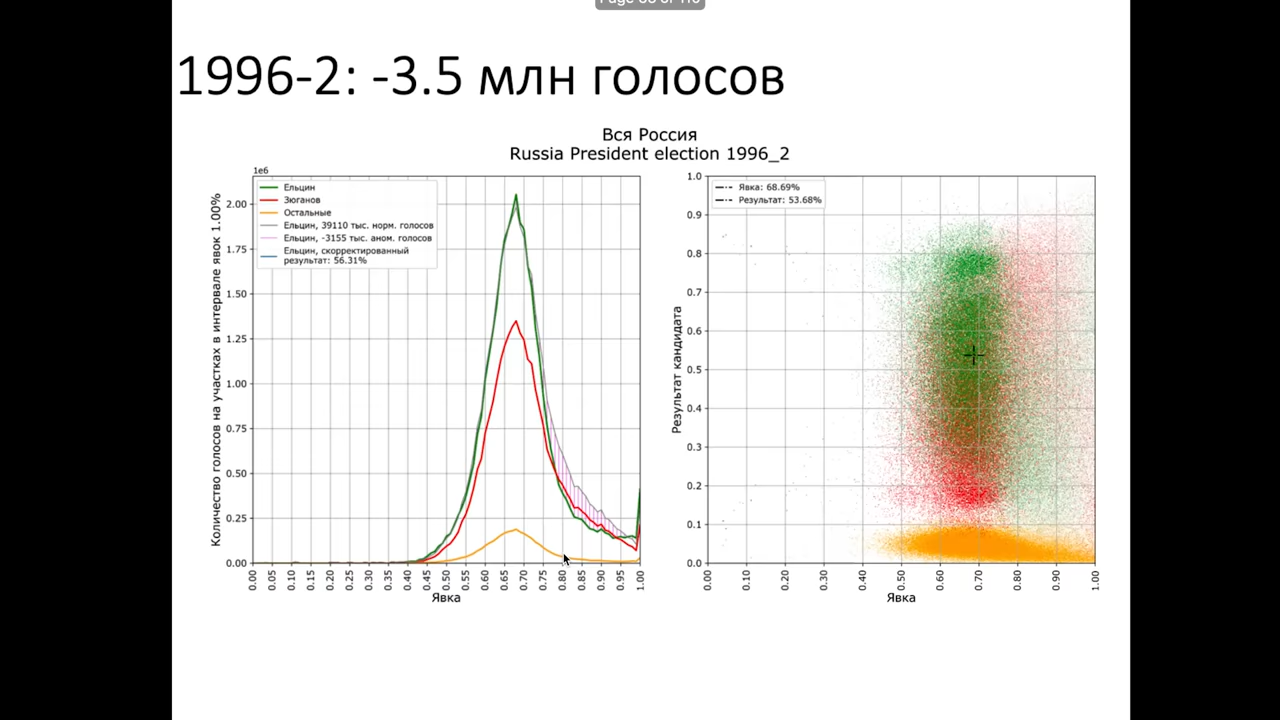 1996-2: -3.5 млн голосов
Вся Россия
Russia President election 1996_2
1e6
Ельцин
Зюганов
Остальные
Ельцин, 39110 тыс. норм. голосов
Ельцин, -3155 тыс. аном. голосов
Ельцин, скорректированный
результат: 56.31%
Количество голосов на участках в интервале явок 1.00%
2.00
1.75
1.50
1.25
1.00
0.75
0.50
0.25
0.00
0.00 0.05 0.10 0.15 0.20 0.25 0.30 0.35 0.40 0.45 0.50 0.55 0.60 0.65 0.70 0.75 0.80 0.85 0.90 0.95 1.00
Явка
Явка: 68.69%
Результат: 53.68%
Результат кандидата
1.0
0.9
0.8
0.7
0.6
0.5
0.4
0.3
0.2
0.1
0.0
0.00 0.10 0.20 0.30 0.40 0.50 0.60 0.70 0.80 0.90 1.00
Явка